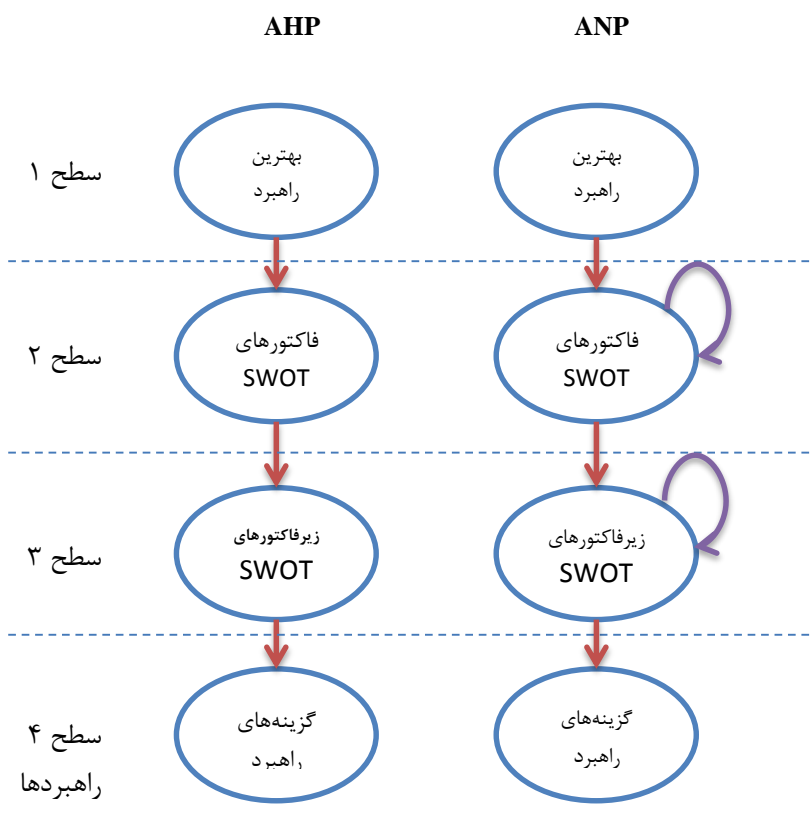 AHP ANP
سطح ۱
بهترین
راهبرد
بهترین
راهبرد
سطح ۲
فاکتورهای
SWOT
فاکتورهای
SWOT
سطح ۳
زیرفاکتورهای
SWOT
زیرفاکتورهای
SWOT
سطح ۴
راهبردها
گزینه‌های
راهبرد
گزینه‌های
راهبرد